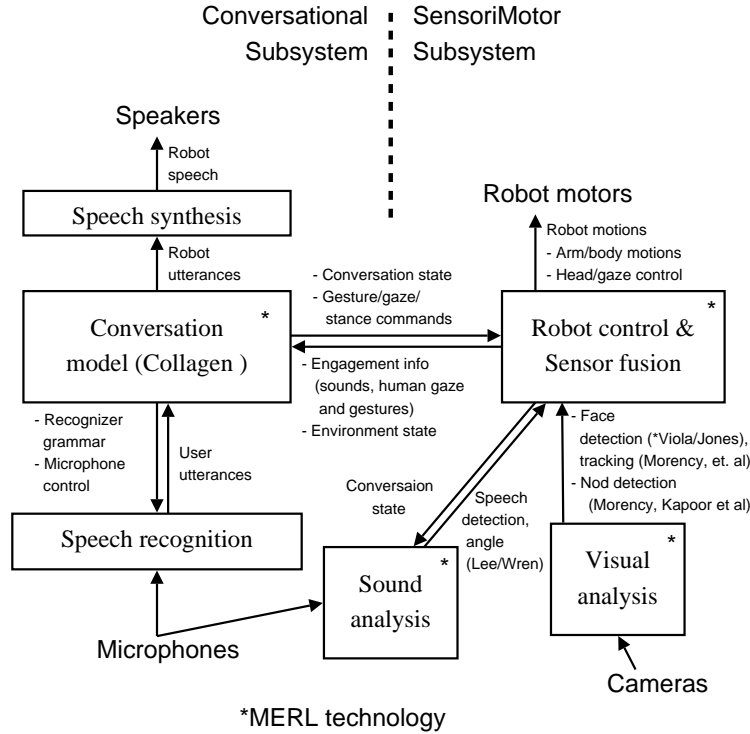 Conversational
Subsystem
SensoriMotor
Subsystem
Speakers
Robot
speech
Speech synthesis
Robot
utterances
Robot motors
Robot motions
- Arm/body motions
- Head/gaze control
- Conversation state
- Gesture/gaze/
stance commands
*
Conversation
model (Collagen )
*
Robot control &
Sensor fusion
- Engagement info
(sounds, human gaze
and gestures)
- Environment state
- Recognizer
grammar
- Microphone
control
User
utterances
- Face
detection (*Viola/Jones),
tracking (Morency, et. al)
- Nod detection
(Morency, Kapoor et al)
Conversaion
state
Speech
detection,
angle
(Lee/Wren)
Speech recognition
*
Sound
analysis
*
Visual
analysis
Microphones
Cameras
*MERL technology